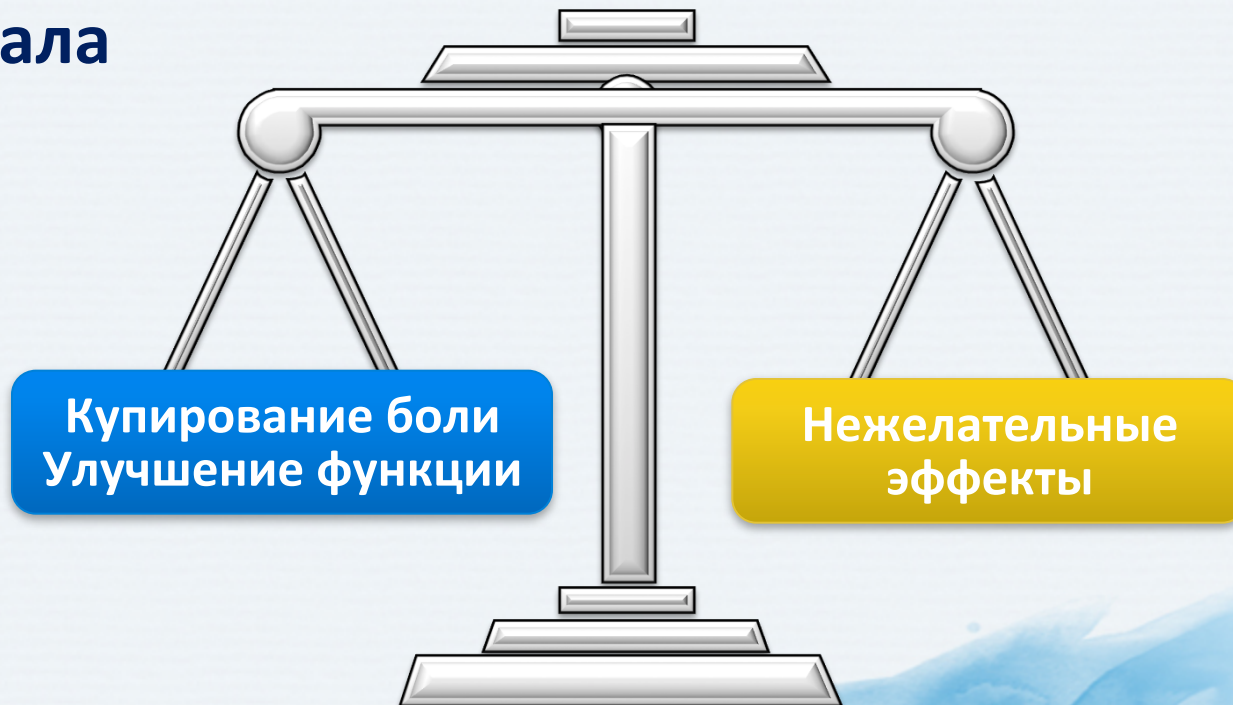 ала
Купирование боли
Улучшение функции
Нежелательные
эффекты